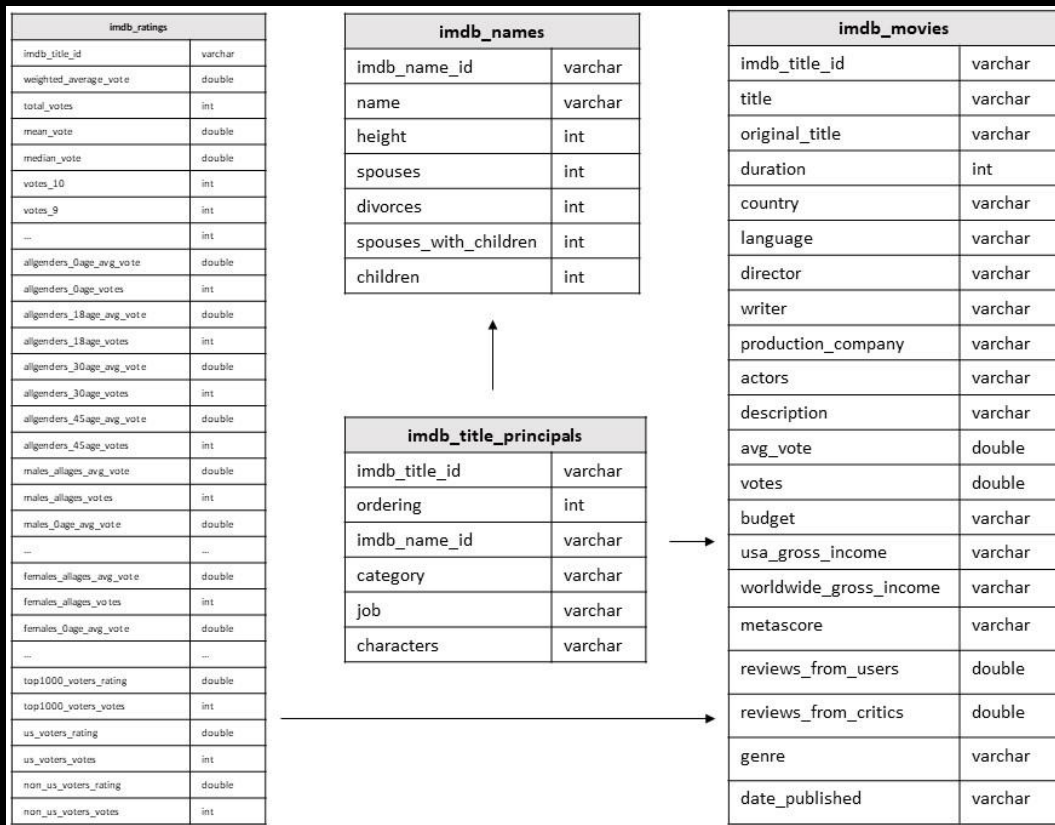 imdb_ratings
imdb_title_id varchar
weighted_average_vote double
total_votes int
mean_vote double
median_vote double
votes_10 int
votes_9 int
... int
allgenders_0age_avg_vote double
allgenders_0age_votes int
allgenders_18age_avg_vote double
allgenders_18age_votes int
allgenders_30age_avg_vote double
allgenders_30age_votes int
allgenders_45age_avg_vote double
allgenders_45age_votes int
males_allages_avg_vote double
males_allages_votes int
males_0age_avg_vote double
... ...
females_allages_avg_vote double
females_allages_votes int
females_0age_avg_vote double
... ...
top1000_voters_rating double
top1000_voters_votes int
us_voters_rating double
us_voters_votes int
non_us_voters_rating double
non_us_voters_votes int
imdb_names
imdb_name_id varchar
name varchar
height int
spouses int
divorces int
spouses_with_children int
children int
imdb_title_principals
imdb_title_id varchar
ordering int
imdb_name_id varchar
category varchar
job varchar
characters varchar
imdb_movies
imdb_title_id varchar
title varchar
original_title varchar
duration int
country varchar
language varchar
director varchar
writer varchar
production_company varchar
actors varchar
description varchar
avg_vote double
votes double
budget varchar
usa_gross_income varchar
worldwide_gross_income varchar
metascore varchar
reviews_from_users double
reviews_from_critics double
genre varchar
date_published varchar